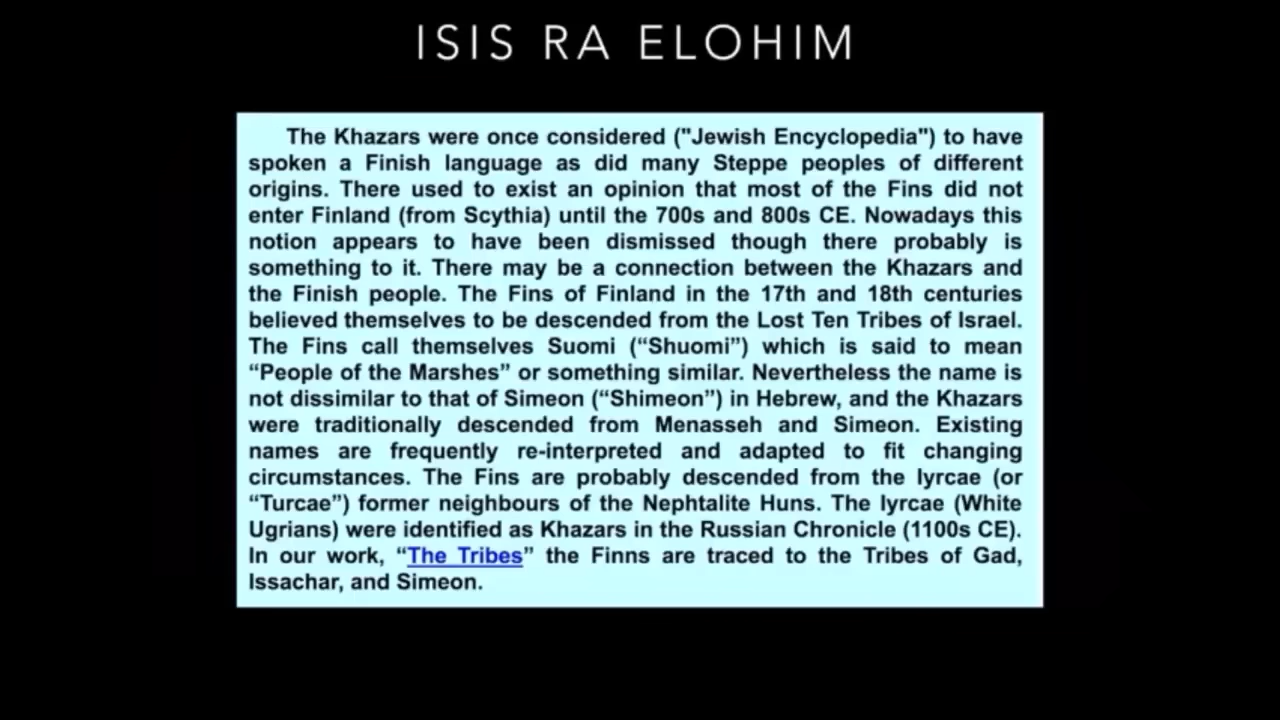 ISIS RA ELOHIM
The Khazars were once considered ("Jewish Encyclopedia") to have
spoken a Finish language as did many Steppe peoples of different
origins. There used to exist an opinion that most of the Fins did not
enter Finland (from Scythia) until the 700s and 800s CE. Nowadays this
notion appears to have been dismissed though there probably is
something to it. There may be a connection between the Khazars and
the Finish people. The Fins of Finland in the 17th and 18th centuries
believed themselves to be descended from the Lost Ten Tribes of Israel.
The Fins call themselves Suomi (“Shuomi”) which is said to mean
“People of the Marshes” or something similar. Nevertheless the name is
not dissimilar to that of Simeon (“Shimeon”) in Hebrew, and the Khazars
were traditionally descended from Menasseh and Simeon. Existing
names are frequently re-interpreted and adapted to fit changing
circumstances. The Fins are probably descended from the Iyrcae (or
“Turcae”) former neighbours of the Nephtalite Huns. The Iyrcae (White
Ugrians) were identified as Khazars in the Russian Chronicle (1100s CE).
In our work, “The Tribes” the Finns are traced to the Tribes of Gad,
Issachar, and Simeon.